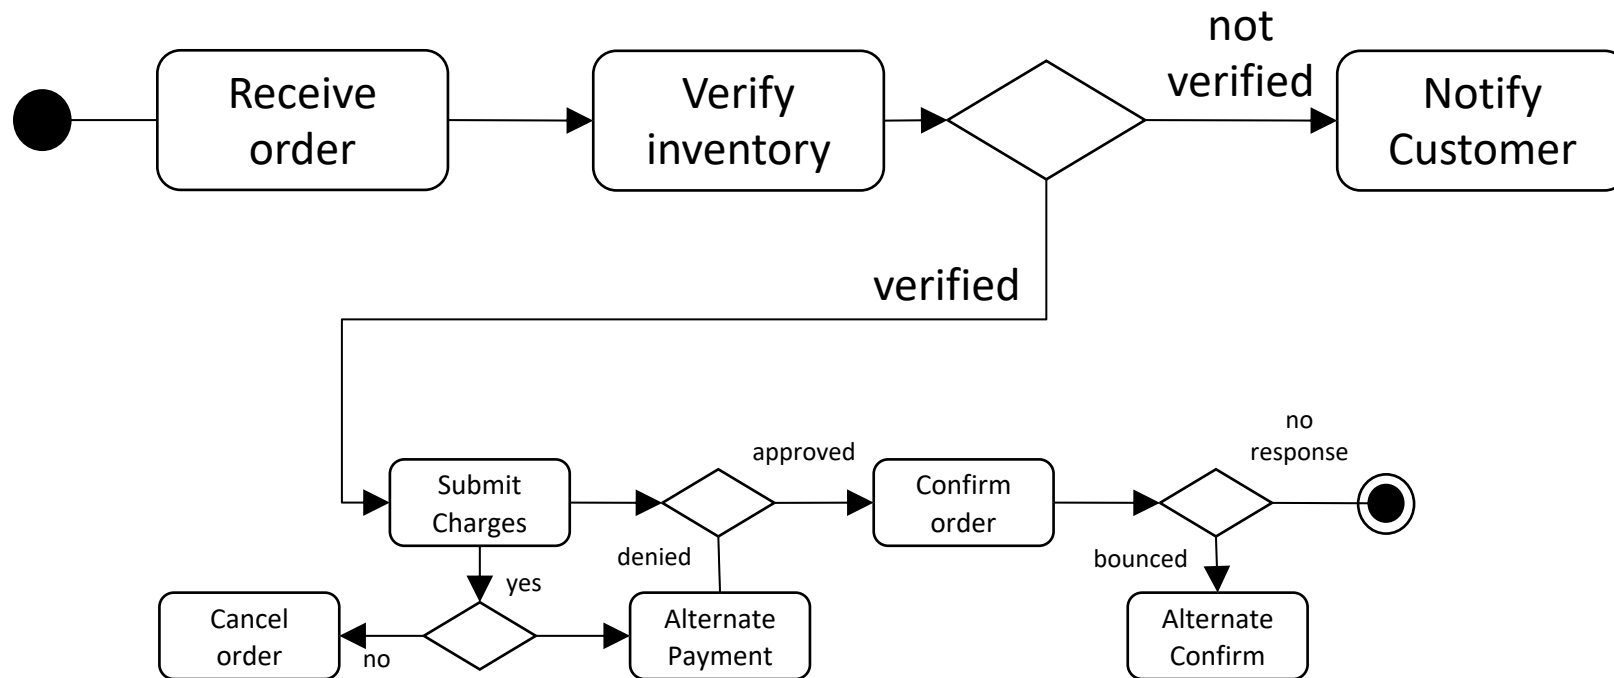 Receive
order
Verify
inventory
not
verified
Notify
Customer
verified
Submit
Charges
approved
Confirm
order
no
response
denied
bounced
yes
Cancel
order
no
Alternate
Payment
Alternate
Confirm